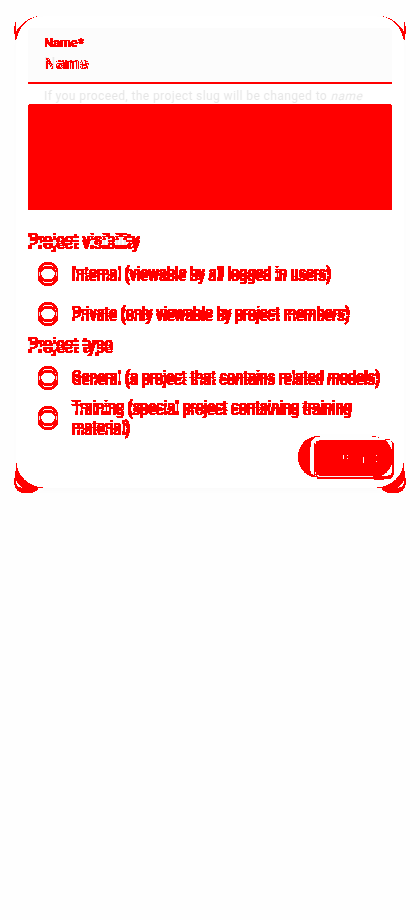 Name*
Name
If you proceed, the project slug will be changed to name
Project visibility
Internal (viewable by all logged in users)
Private (only viewable by project members)
Project type
General (a project that contains related models)
Training (special project containing training
material)